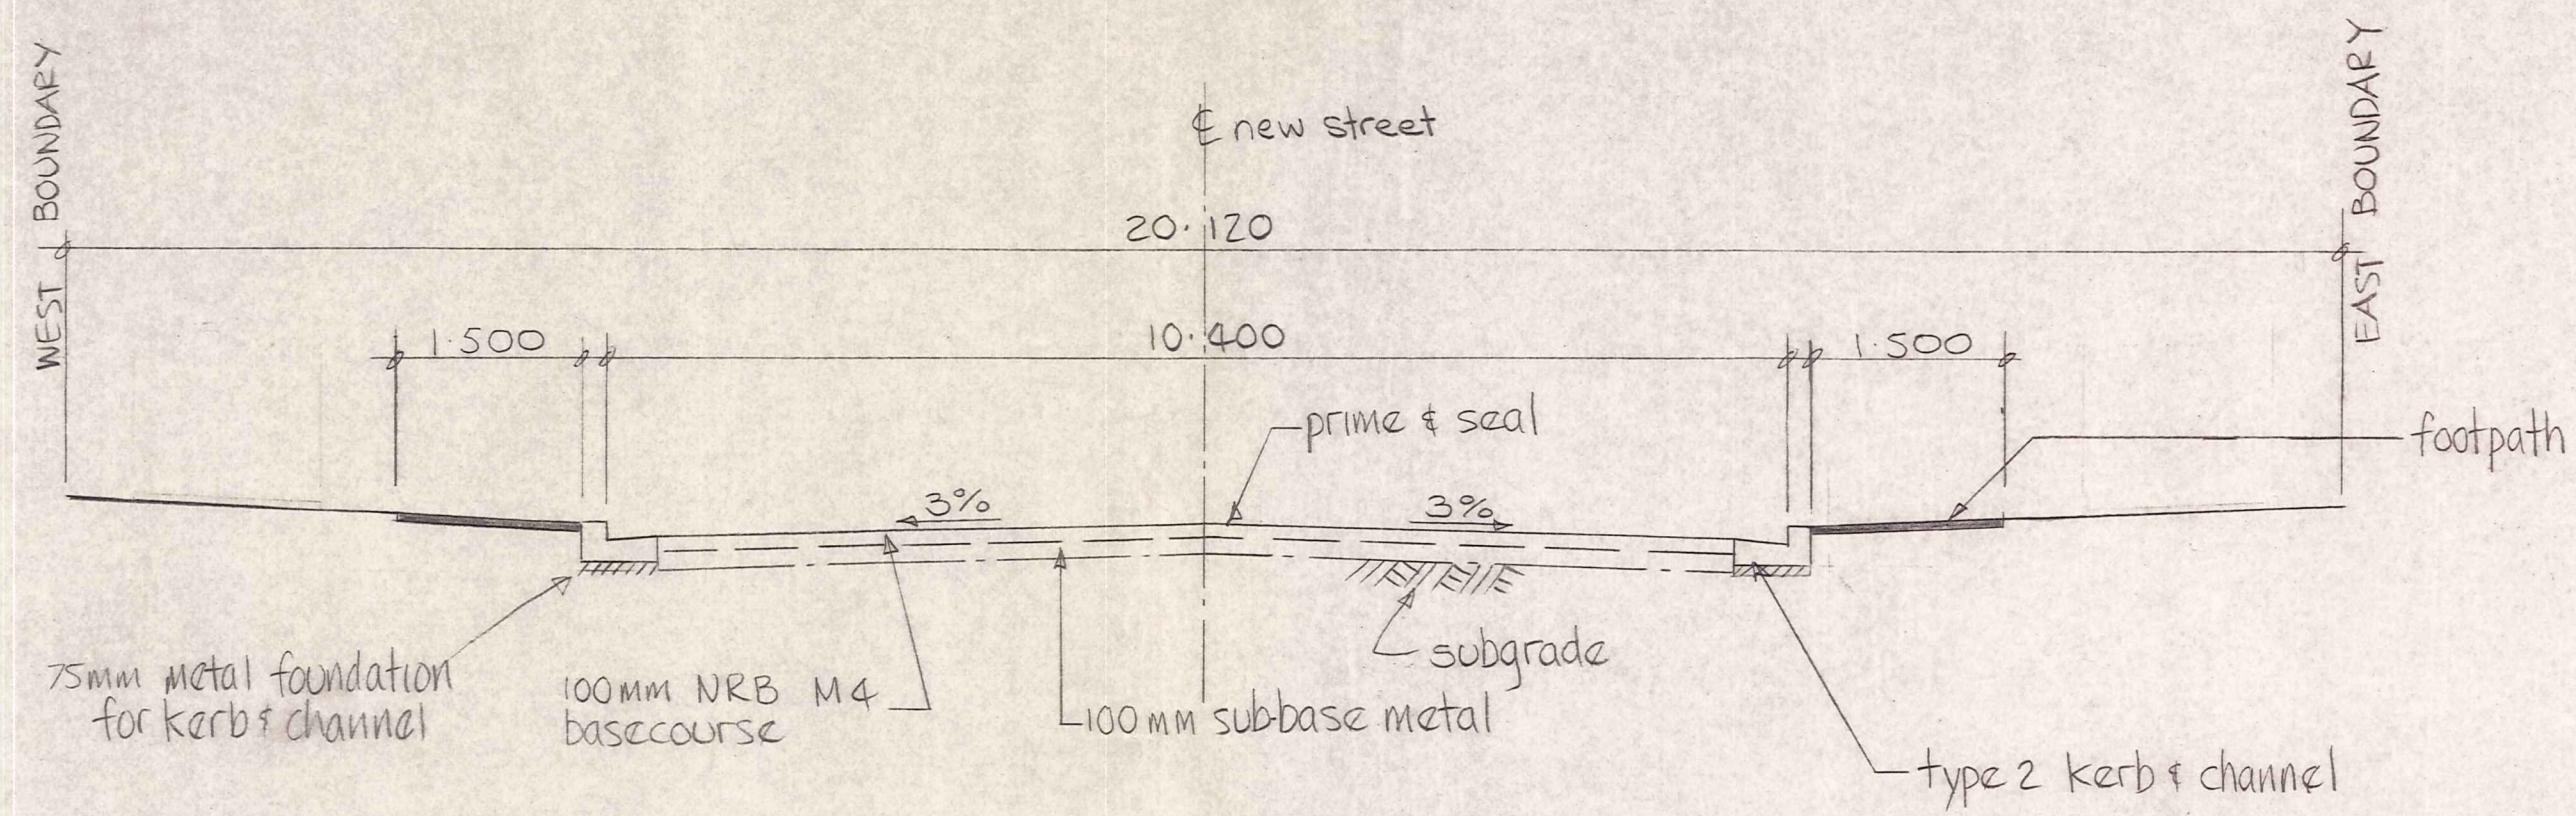 WEST BOUNDARY
EAST BOUNDARY
℄ new street
20.120
1.500
10.400
1.500
prime & seal
footpath
3%
3%
75mm metal foundation
for kerb & channel
100mm NRB M4
basecourse
100mm sub-base metal
subgrade
type 2 kerb & channel